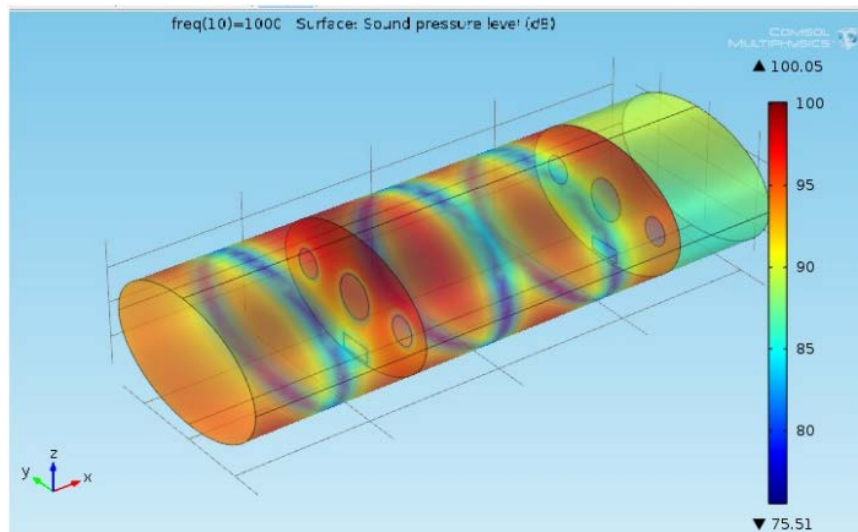 freq(10)=1000 Surface: Sound pressure level (dB)
COMSOL
MULTIPHYSICS
▲ 100.05
100
95
90
85
80
▼ 75.51
z
y
x